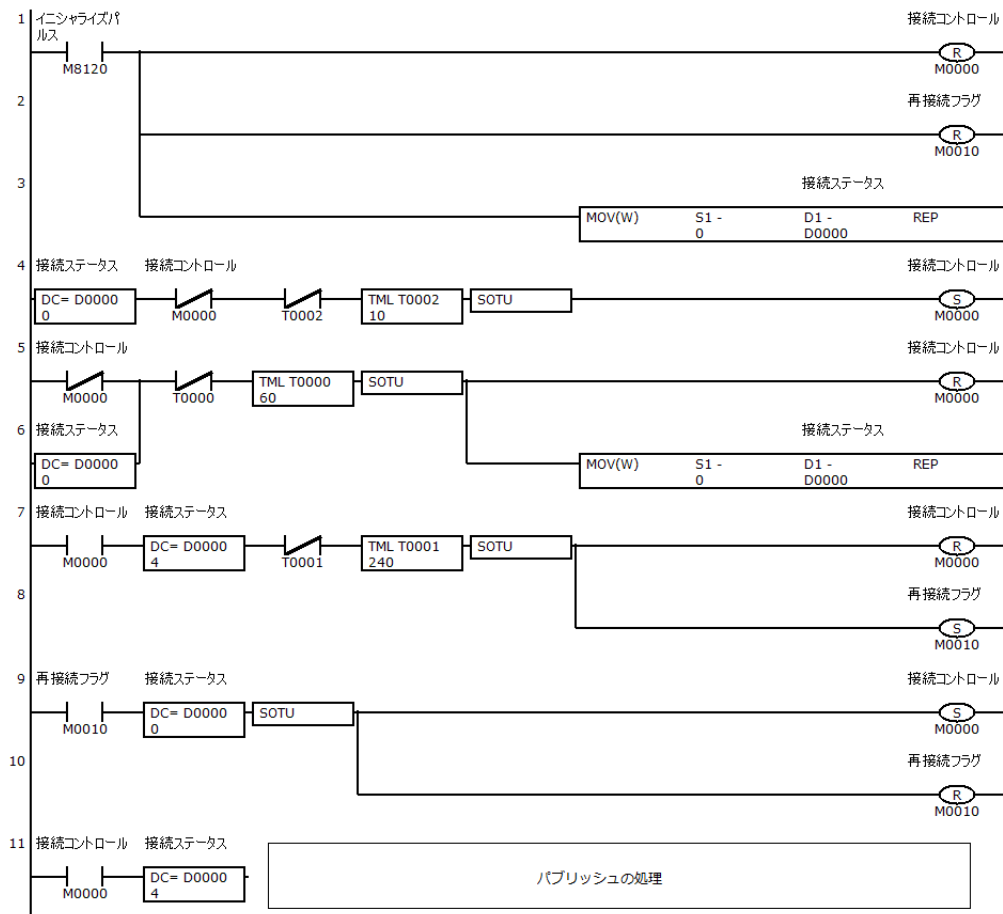 1 イニシャライズパルス 接続コントロール
M8120 R M0000
2 再接続フラグ
R M0010
3 接続ステータス
MOV(W) S1 - D1 - REP
0 D0000
4 接続ステータス 接続コントロール 接続コントロール
DC= D0000 TML T0002 SOTU S
0 M0000 T0002 10 M0000
5 接続コントロール 接続コントロール
TML T0000 SOTU R
M0000 T0000 60 M0000
6 接続ステータス 接続ステータス
DC= D0000 MOV(W) S1 - D1 - REP
0 0 D0000
7 接続コントロール 接続ステータス 接続コントロール
DC= D0000 TML T0001 SOTU R
M0000 4 T0001 240 M0000
8 再接続フラグ
S
M0010
9 再接続フラグ 接続ステータス 接続コントロール
DC= D0000 SOTU S
M0010 0 M0000
10 再接続フラグ
R
M0010
11 接続コントロール 接続ステータス
DC= D0000 パブリッシュの処理
M0000 4